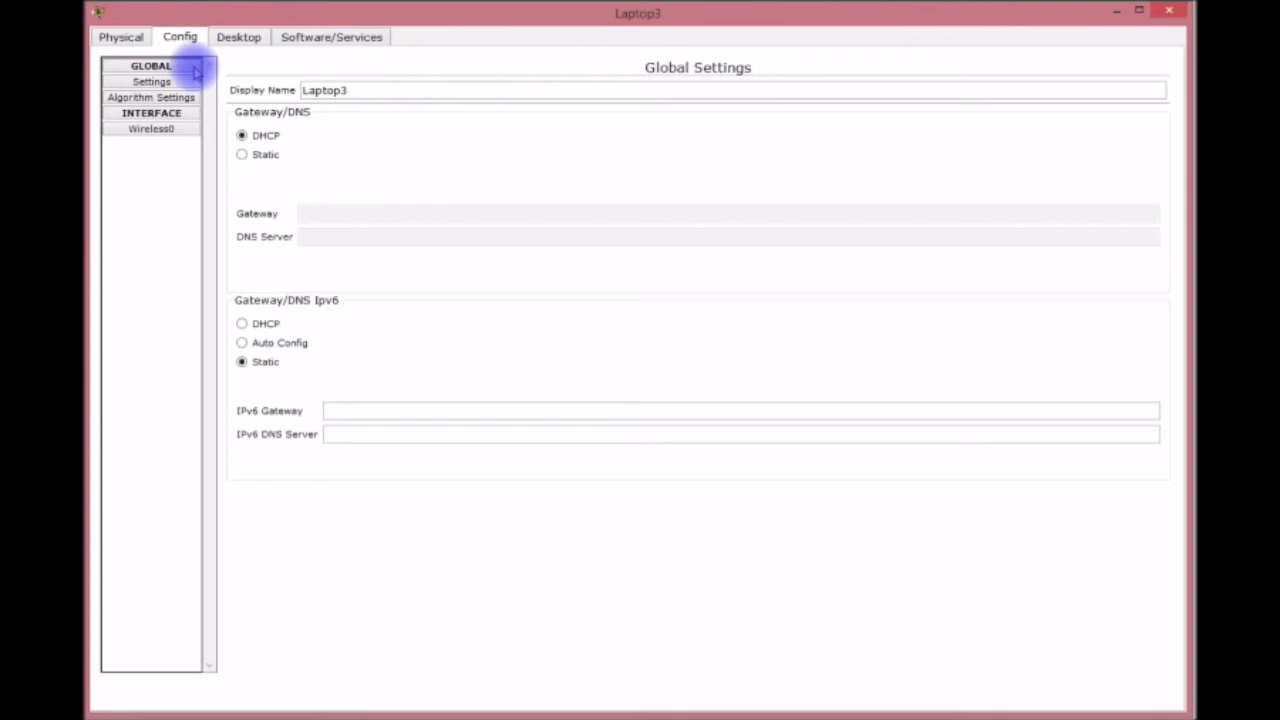 Laptop3
Physical Config Desktop Software/Services
GLOBAL
Settings
Algorithm Settings
INTERFACE
Wireless0
Global Settings
Display Name Laptop3
Gateway/DNS
DHCP
Static
Gateway
DNS Server
Gateway/DNS Ipv6
DHCP
Auto Config
Static
IPv6 Gateway
IPv6 DNS Server